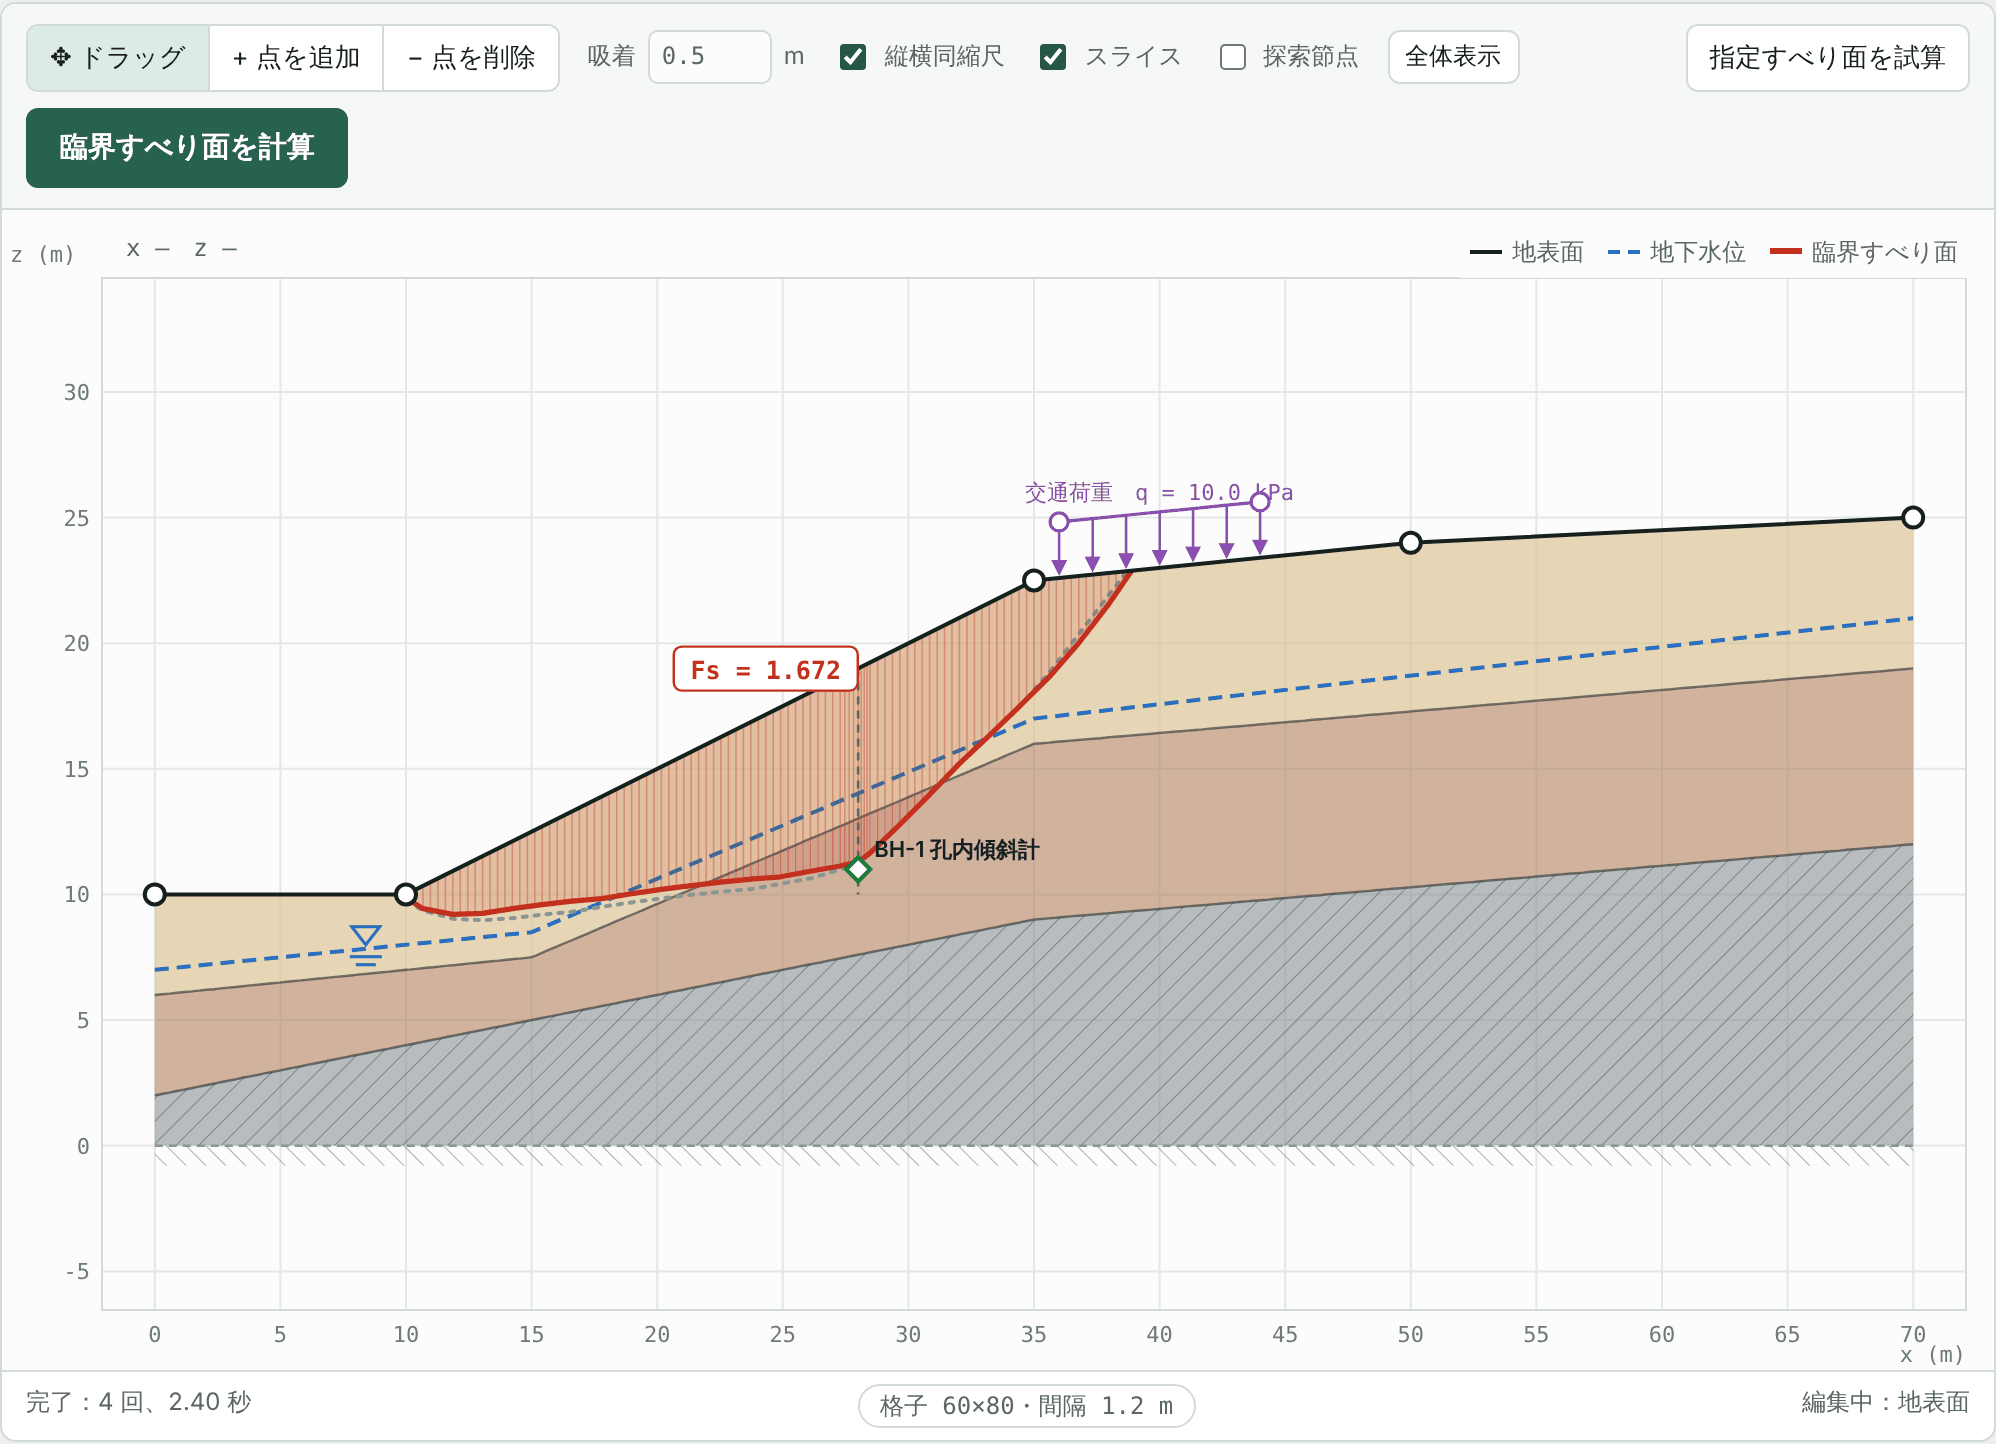 ✥ ドラッグ + 点を追加 − 点を削除 吸着 0.5 m 縦横同縮尺 スライス 探索節点 全体表示 指定すべり面を試算
臨界すべり面を計算
z (m) x — z — 地表面 地下水位 臨界すべり面
30
交通荷重 q = 10.0 kPa
25
20
Fs = 1.672
15
BH-1 孔内傾斜計
10
5
0
-5
0 5 10 15 20 25 30 35 40 45 50 55 60 65 70
x (m)
完了：4 回、2.40 秒 格子 60×80・間隔 1.2 m 編集中：地表面